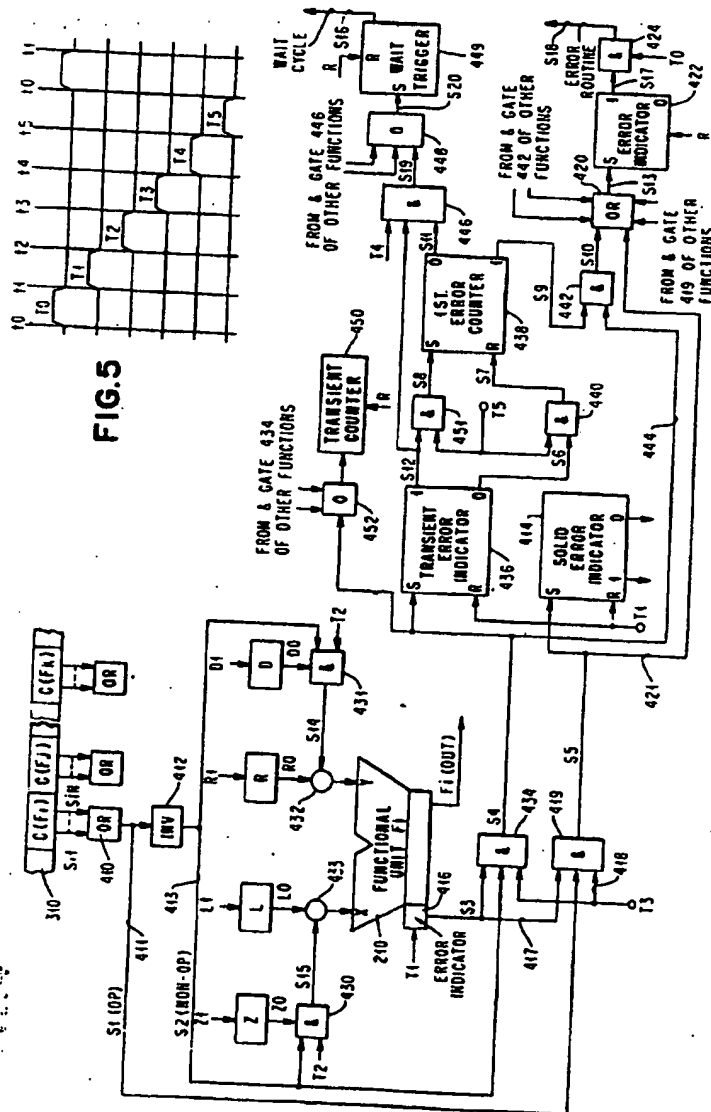 FIG.5
t0 t1 t2 t3 t4 t5 t0 t1
T0
T1
T2
T3
T4
T5
WAIT CYCLE
S16
R
R
S WAIT TRIGGER
449
S20
O
448
FROM & GATE 446 OF OTHER FUNCTIONS
S19
&
446
T4
S11
S18
ERROR ROUTINE
&
424
T0
S17
1
S ERROR INDICATOR
0
422
R
FROM & GATE 442 OF OTHER FUNCTIONS
420
OR
S13
FROM & GATE 419 OF OTHER FUNCTIONS
S10
&
442
S9
0
1
S
1ST. ERROR COUNTER
R
438
S8
S7
&
451
T5
&
440
S12
S6
450
TRANSIENT COUNTER
TR
FROM & GATE 434 OF OTHER FUNCTIONS
O
452
1
0
S
TRANSIENT ERROR INDICATOR
R
436
414
S
SOLID ERROR INDICATOR
R
1
0
T1
444
421
310
C(Fi) C(Fj) C(Fk)
Si1
SiN
OR
OR
OR
410
412
INV
411
413
S1(OP)
S2(NON-OP)
Zi
Z
Z0
&
430
T2
S15
Li
L
L0
433
Ri
R
R0
432
Di
D
D0
&
431
T2
S14
FUNCTIONAL UNIT Fi
210
Fi(OUT)
416
ERROR INDICATOR
T1
S3
417
&
434
S4
&
419
S5
418
T3